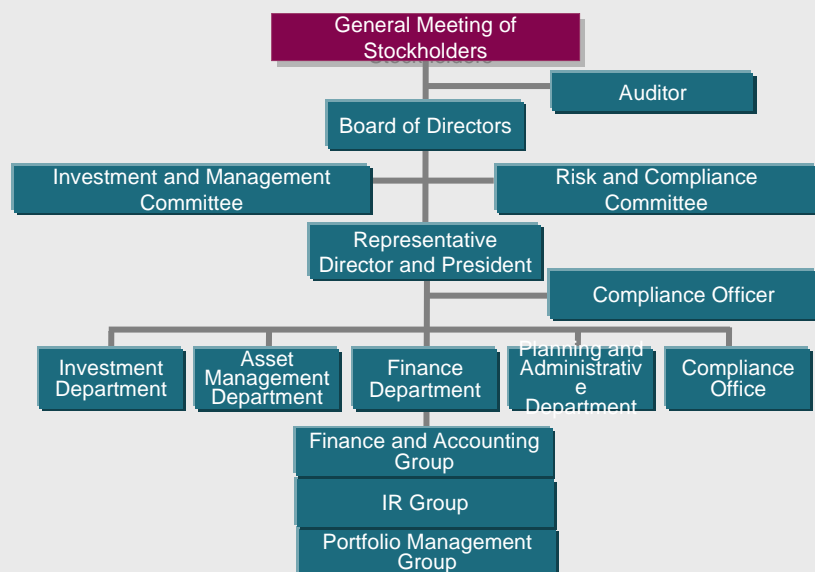 General Meeting of
Stockholders
Auditor
Board of Directors
Investment and Management
Committee
Risk and Compliance
Committee
Representative
Director and President
Compliance Officer
Investment
Department
Asset
Management
Department
Finance
Department
Planning and
Administrativ
e
Department
Compliance
Office
Finance and Accounting
Group
IR Group
Portfolio Management
Group